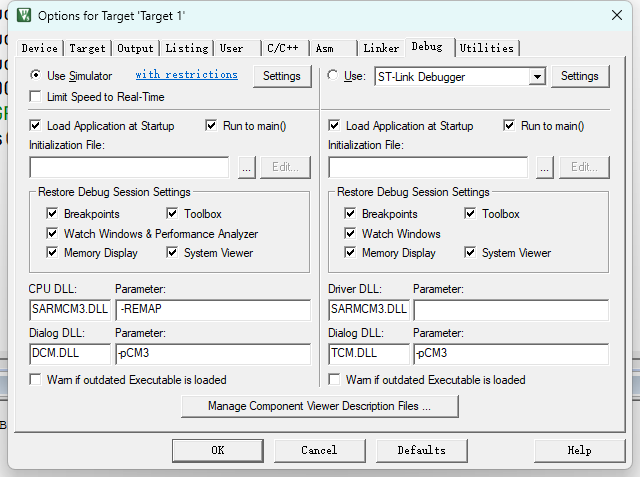 Options for Target 'Target 1'
Device Target Output Listing User C/C++ Asm Linker Debug Utilities
Use Simulator with restrictions Settings
Limit Speed to Real-Time
Use: ST-Link Debugger Settings
Load Application at Startup Run to main()
Initialization File:
... Edit...
Restore Debug Session Settings
Breakpoints Toolbox
Watch Windows & Performance Analyzer
Memory Display System Viewer
CPU DLL: Parameter:
SARMCM3.DLL -REMAP
Dialog DLL: Parameter:
DCM.DLL -pCM3
Warn if outdated Executable is loaded
Load Application at Startup Run to main()
Initialization File:
... Edit...
Restore Debug Session Settings
Breakpoints Toolbox
Watch Windows
Memory Display System Viewer
Driver DLL: Parameter:
SARMCM3.DLL
Dialog DLL: Parameter:
TCM.DLL -pCM3
Warn if outdated Executable is loaded
Manage Component Viewer Description Files ...
OK Cancel Defaults Help